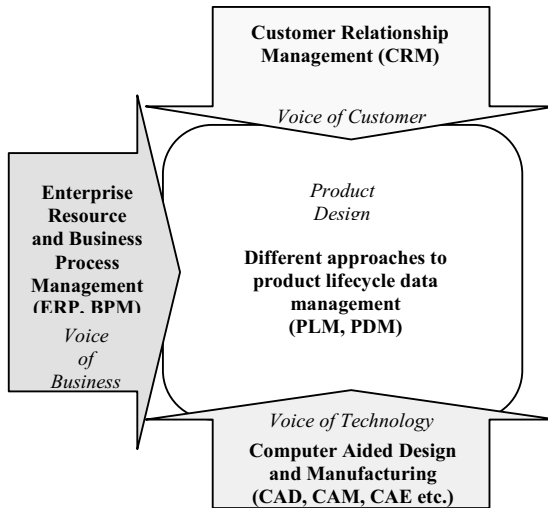 Customer Relationship
Management (CRM)
Voice of Customer
Enterprise
Resource
and Business
Process
Management
(ERP, BPM)
Voice
of
Business
Product
Design
Different approaches to
product lifecycle data
management
(PLM, PDM)
Voice of Technology
Computer Aided Design
and Manufacturing
(CAD, CAM, CAE etc.)